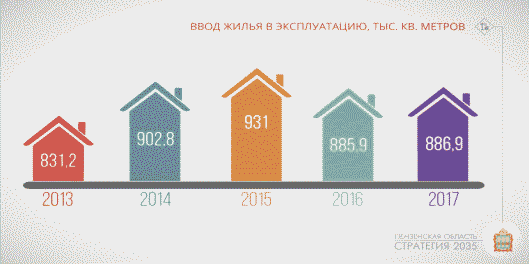 ВВОД ЖИЛЬЯ В ЭКСПЛУАТАЦИЮ, ТЫС. КВ. МЕТРОВ
831,2
902,8
931
885,9
886,9
2013 2014 2015 2016 2017
ПЕНЗЕНСКАЯ ОБЛАСТЬ
СТРАТЕГИЯ 2035